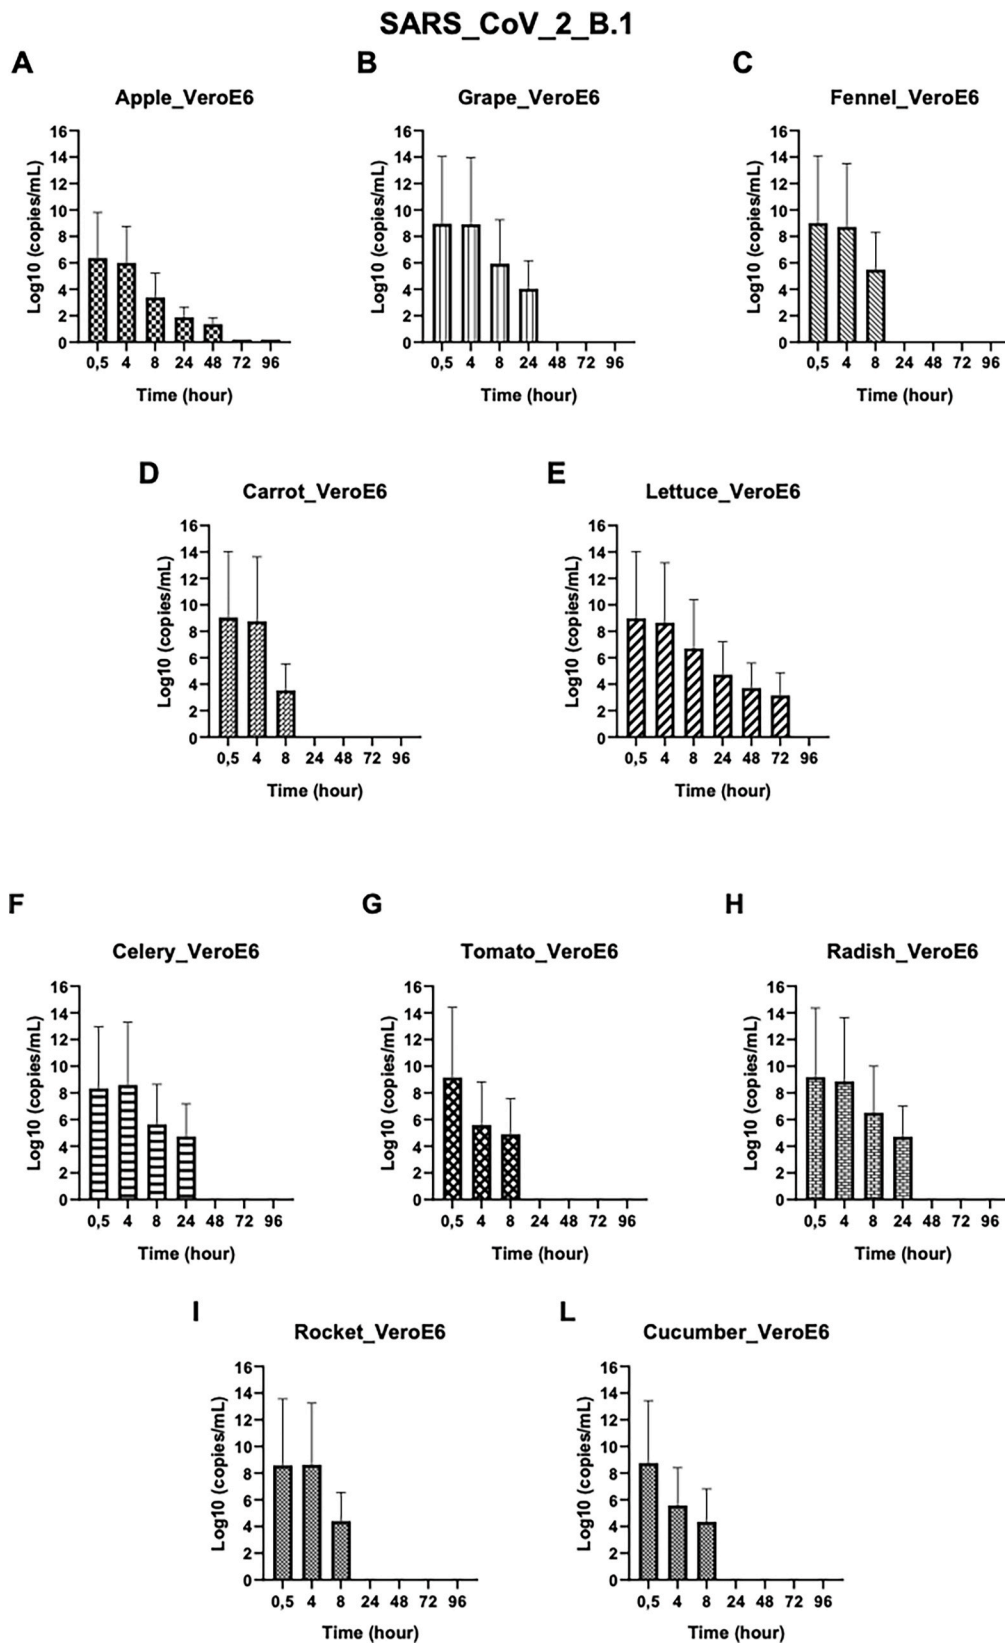 SARS_CoV_2_B.1
A
Apple_VeroE6
Log10 (copies/mL)
16
14
12
10
8
6
4
2
0
0,5 4 8 24 48 72 96
Time (hour)
B
Grape_VeroE6
Log10 (copies/mL)
16
14
12
10
8
6
4
2
0
0,5 4 8 24 48 72 96
Time (hour)
C
Fennel_VeroE6
Log10 (copies/mL)
16
14
12
10
8
6
4
2
0
0,5 4 8 24 48 72 96
Time (hour)
D
Carrot_VeroE6
Log10 (copies/mL)
16
14
12
10
8
6
4
2
0
0,5 4 8 24 48 72 96
Time (hour)
E
Lettuce_VeroE6
Log10 (copies/mL)
16
14
12
10
8
6
4
2
0
0,5 4 8 24 48 72 96
Time (hour)
F
Celery_VeroE6
Log10 (copies/mL)
16
14
12
10
8
6
4
2
0
0,5 4 8 24 48 72 96
Time (hour)
G
Tomato_VeroE6
Log10 (copies/mL)
16
14
12
10
8
6
4
2
0
0,5 4 8 24 48 72 96
Time (hour)
H
Radish_VeroE6
Log10 (copies/mL)
16
14
12
10
8
6
4
2
0
0,5 4 8 24 48 72 96
Time (hour)
I
Rocket_VeroE6
Log10 (copies/mL)
16
14
12
10
8
6
4
2
0
0,5 4 8 24 48 72 96
Time (hour)
L
Cucumber_VeroE6
Log10 (copies/mL)
16
14
12
10
8
6
4
2
0
0,5 4 8 24 48 72 96
Time (hour)